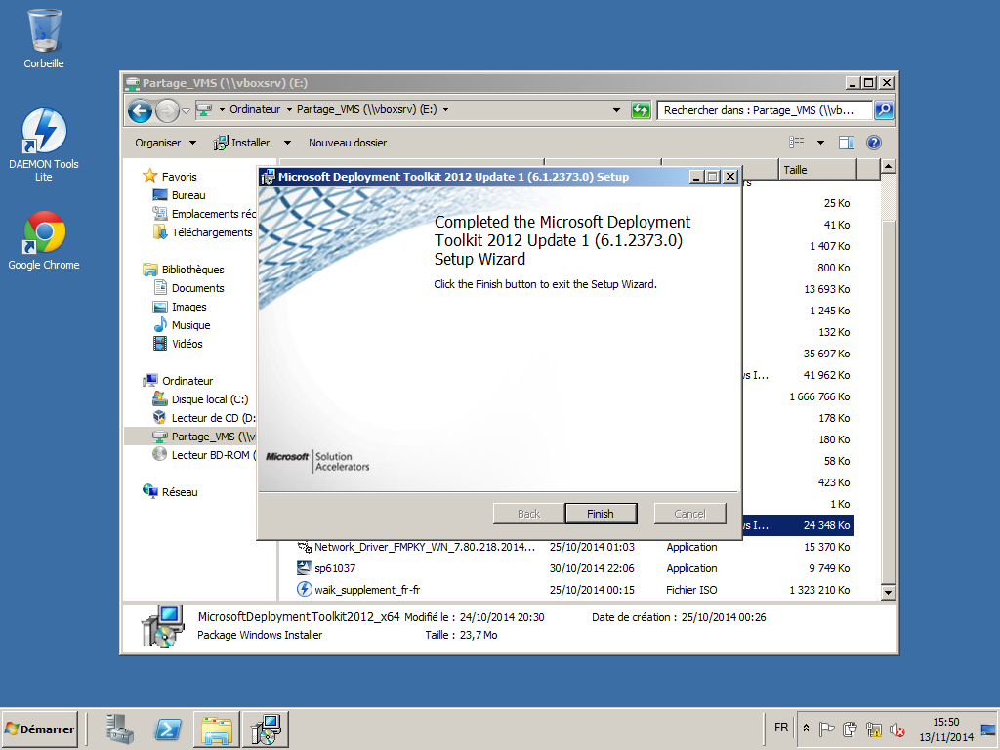 Corbeille
DAEMON Tools
Lite
Google Chrome
Partage_VMS (\\vboxsrv) (E:)
Ordinateur
Partage_VMS (\\vboxsrv) (E:)
Rechercher dans : Partage_VMS (\\vb...
Organiser
Installer
Nouveau dossier
Favoris
Bureau
Emplacements réc
Téléchargements
Bibliothèques
Documents
Images
Musique
Vidéos
Ordinateur
Disque local (C:)
Lecteur de CD (D:
Partage_VMS (\\v
Lecteur BD-ROM (
Réseau
Taille
25 Ko
41 Ko
1 407 Ko
800 Ko
13 693 Ko
1 245 Ko
132 Ko
35 697 Ko
41 962 Ko
1 666 766 Ko
178 Ko
180 Ko
58 Ko
423 Ko
1 Ko
24 348 Ko
Microsoft Deployment Toolkit 2012 Update 1 (6.1.2373.0) Setup
Completed the Microsoft Deployment
Toolkit 2012 Update 1 (6.1.2373.0)
Setup Wizard
Click the Finish button to exit the Setup Wizard.
Microsoft Solution
Accelerators
Back
Finish
Cancel
Network_Driver_FMPKY_WN_7.80.218.2014... 25/10/2014 01:03 Application 15 370 Ko
sp61037 30/10/2014 22:06 Application 9 749 Ko
waik_supplement_fr-fr 25/10/2014 00:15 Fichier ISO 1 323 210 Ko
MicrosoftDeploymentToolkit2012_x64 Modifié le : 24/10/2014 20:30 Date de création : 25/10/2014 00:26
Package Windows Installer Taille : 23,7 Mo
Démarrer
FR
15:50
13/11/2014